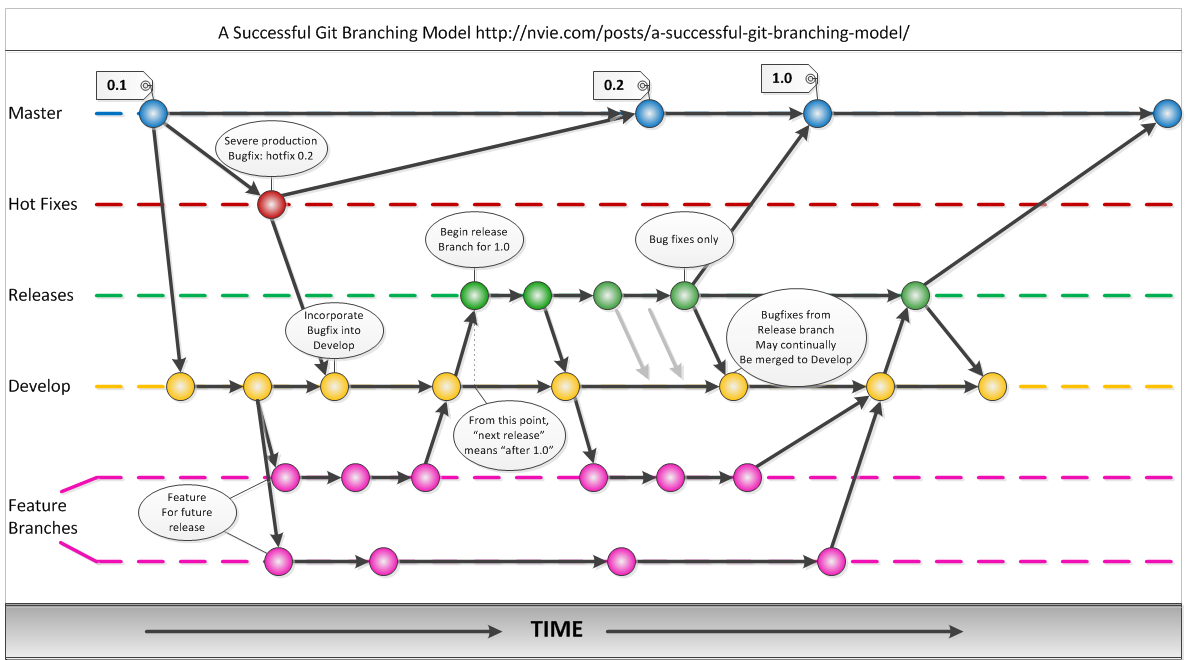 A Successful Git Branching Model http://nvie.com/posts/a-successful-git-branching-model/
0.1
0.2
1.0
Master
Severe production
Bugfix: hotfix 0.2
Hot Fixes
Begin release
Branch for 1.0
Bug fixes only
Releases
Incorporate
Bugfix into
Develop
Bugfixes from
Release branch
May continually
Be merged to Develop
Develop
From this point,
“next release”
means “after 1.0”
Feature
Branches
Feature
For future
release
TIME